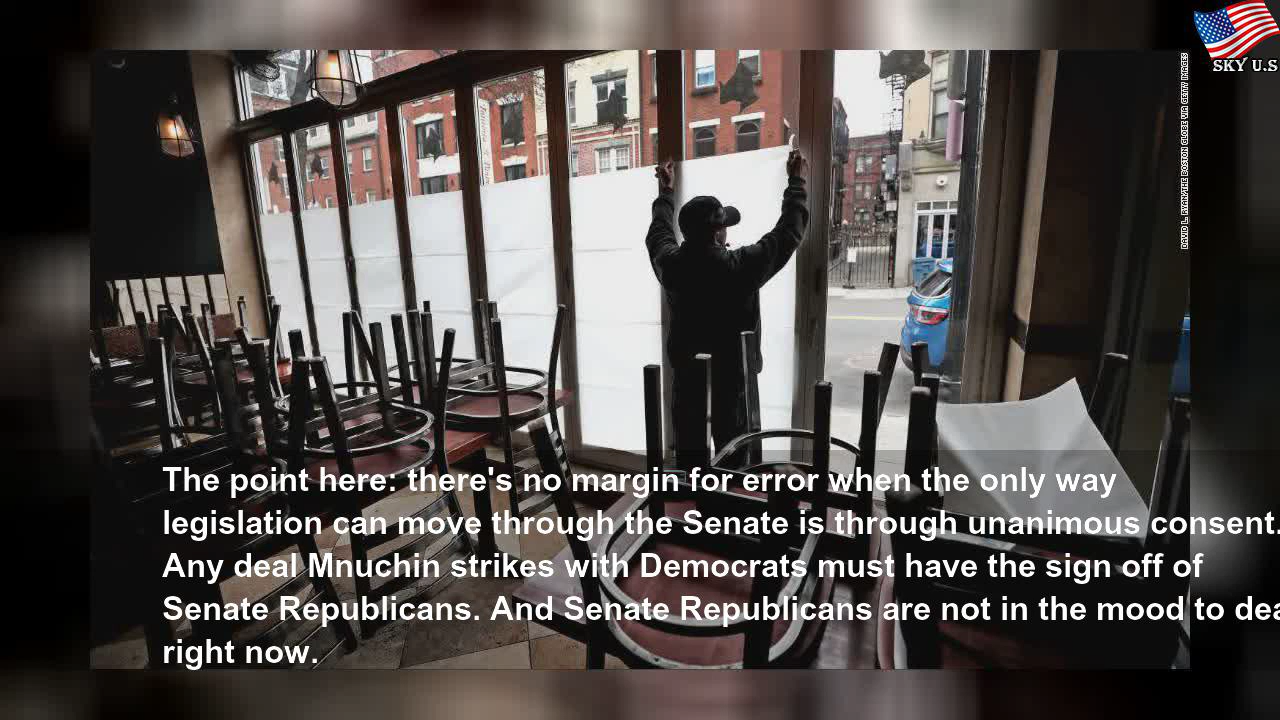 SKY U.S
DAVID L. RYAN/THE BOSTON GLOBE VIA GETTY IMAGES
The point here: there's no margin for error when the only way
legislation can move through the Senate is through unanimous consent.
Any deal Mnuchin strikes with Democrats must have the sign off of
Senate Republicans. And Senate Republicans are not in the mood to dea
right now.